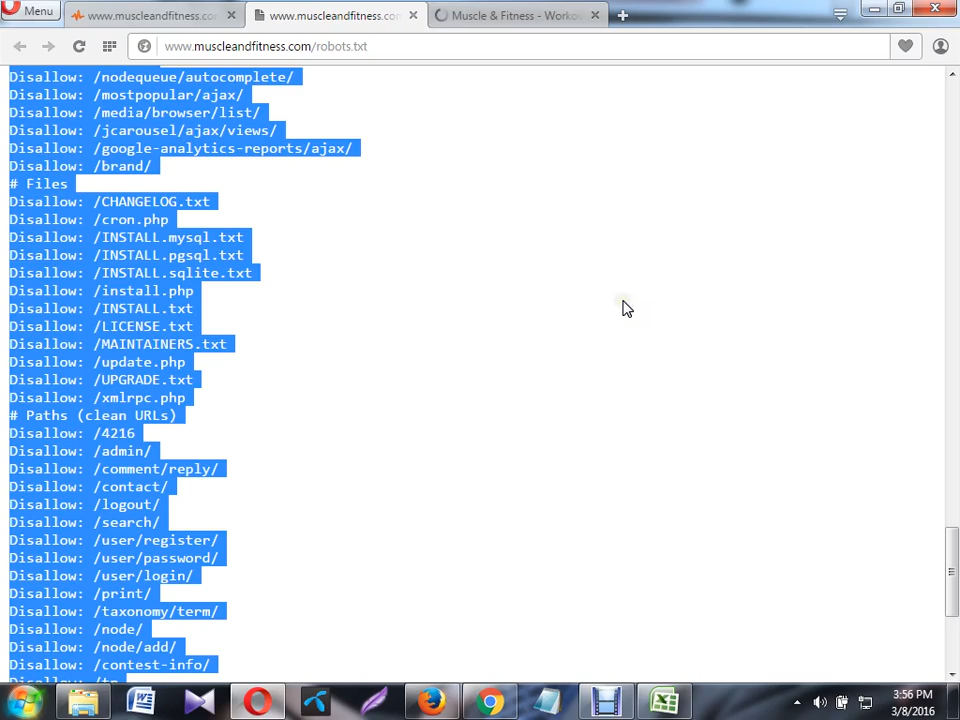 Menu
www.muscleandfitness.co
www.muscleandfitness.com
Muscle & Fitness - Workou
www.muscleandfitness.com/robots.txt
Disallow: /nodequeue/autocomplete/
Disallow: /mostpopular/ajax/
Disallow: /media/browser/list/
Disallow: /jcarousel/ajax/views/
Disallow: /google-analytics-reports/ajax/
Disallow: /brand/
# Files
Disallow: /CHANGELOG.txt
Disallow: /cron.php
Disallow: /INSTALL.mysql.txt
Disallow: /INSTALL.pgsql.txt
Disallow: /INSTALL.sqlite.txt
Disallow: /install.php
Disallow: /INSTALL.txt
Disallow: /LICENSE.txt
Disallow: /MAINTAINERS.txt
Disallow: /update.php
Disallow: /UPGRADE.txt
Disallow: /xmlrpc.php
# Paths (clean URLs)
Disallow: /4216
Disallow: /admin/
Disallow: /comment/reply/
Disallow: /contact/
Disallow: /logout/
Disallow: /search/
Disallow: /user/register/
Disallow: /user/password/
Disallow: /user/login/
Disallow: /print/
Disallow: /taxonomy/term/
Disallow: /node/
Disallow: /node/add/
Disallow: /contest-info/
3:56 PM
3/8/2016